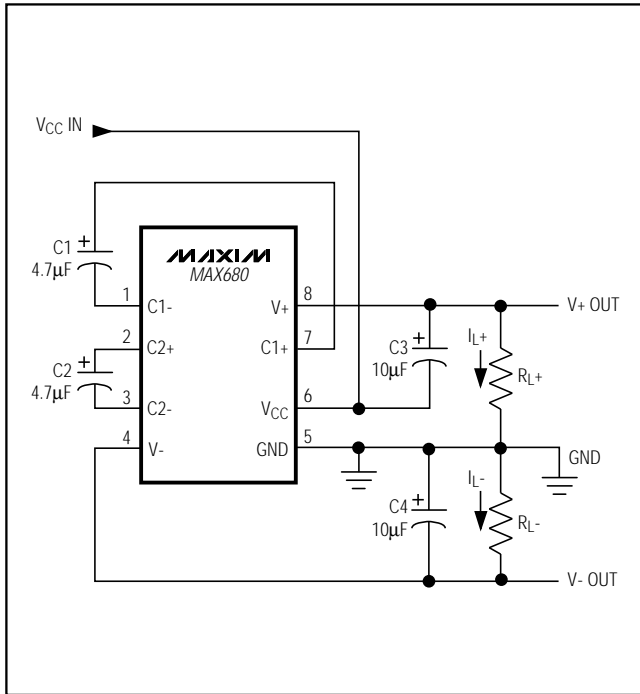 VCC IN
C1
+
4.7μF
C2
+
4.7μF
MAXIM
MAX680
1 C1-
2 C2+
3 C2-
4 V-
V+ 8
C1+ 7
VCC 6
GND 5
+
C3
10μF
IL+
RL+
V+ OUT
GND
+
C4
10μF
IL-
RL-
V- OUT